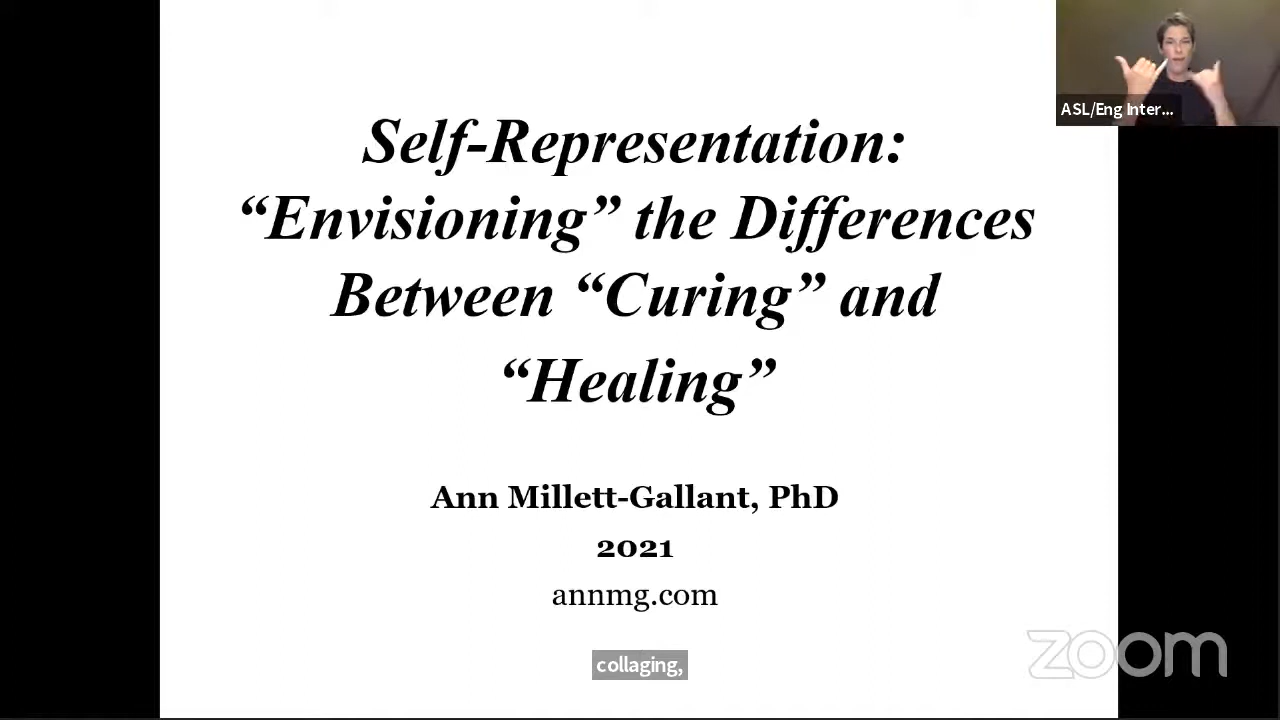 ASL/Eng Inter...
Self-Representation:
“Envisioning” the Differences
Between “Curing” and
“Healing”
Ann Millett-Gallant, PhD
2021
annmg.com
zoom
collaging,